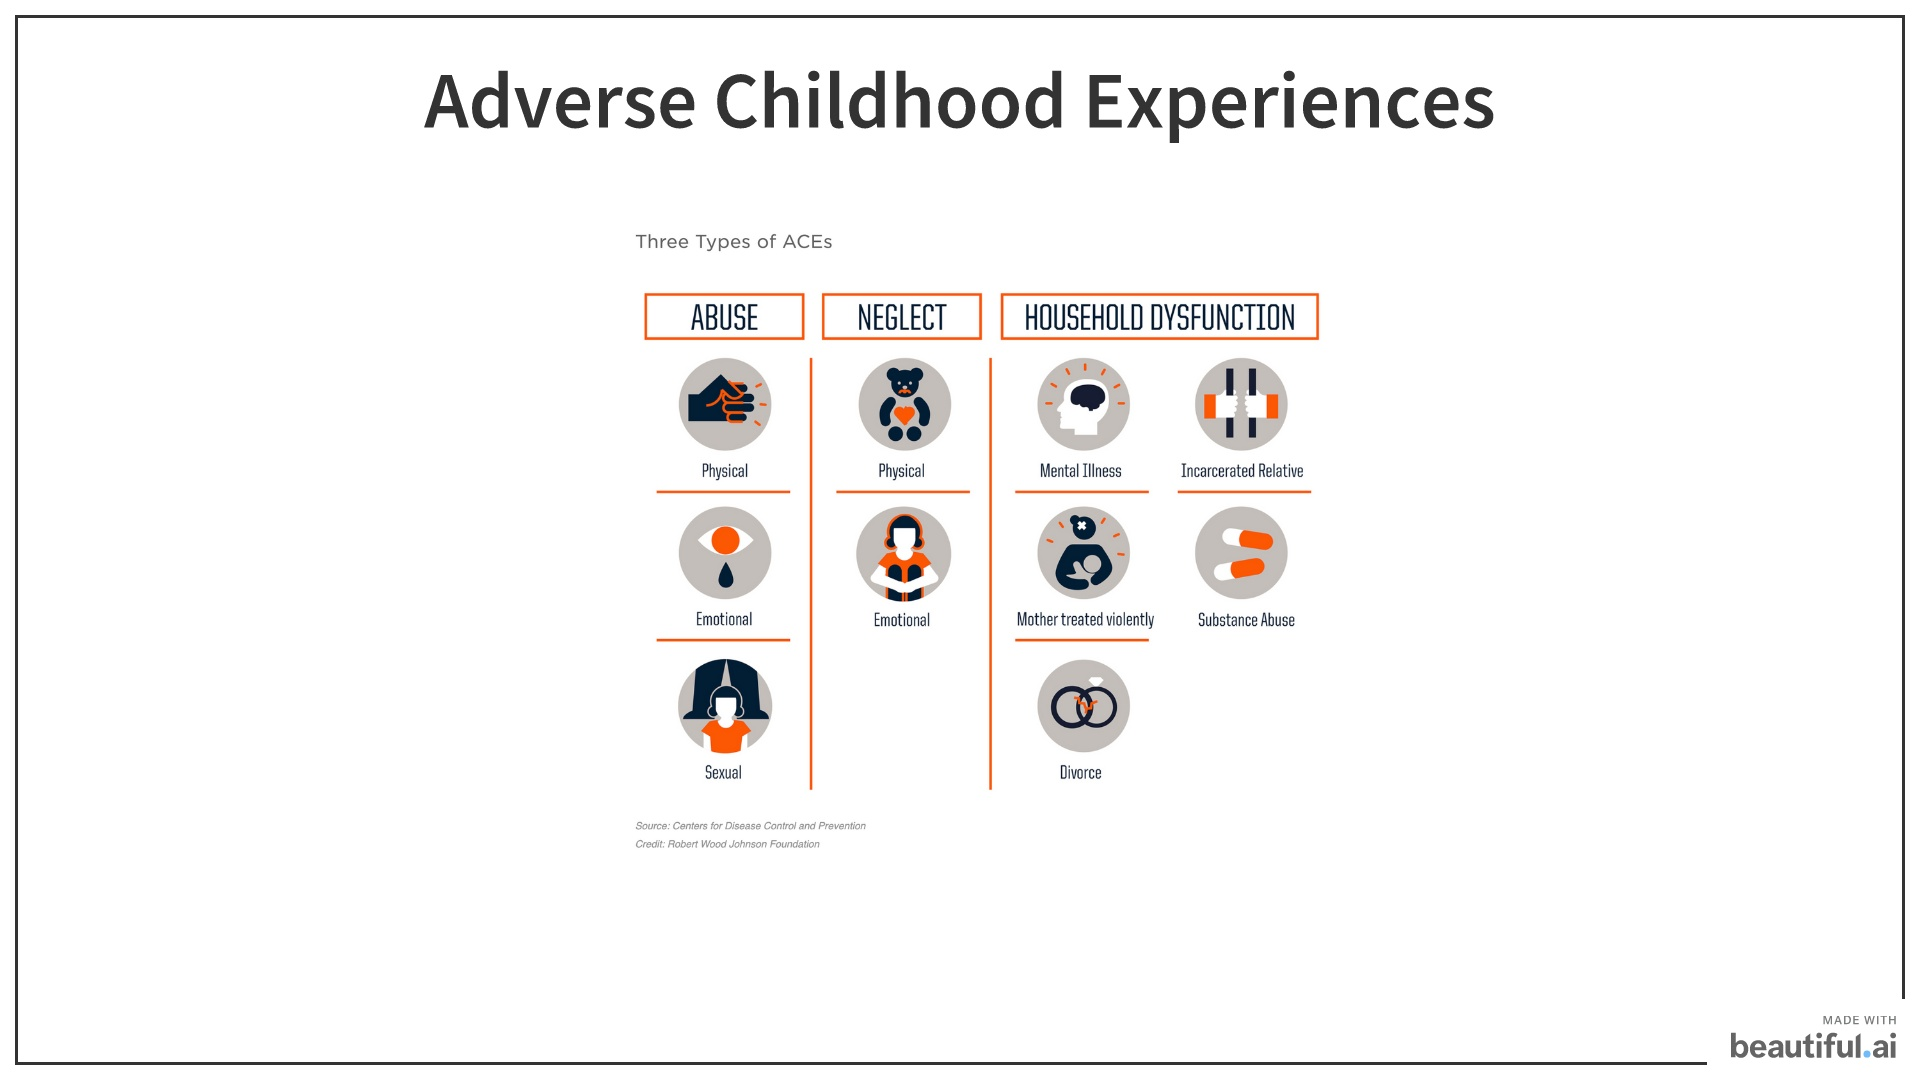 Adverse Childhood Experiences
Three Types of ACEs
ABUSE
NEGLECT
HOUSEHOLD DYSFUNCTION
Physical
Physical
Mental Illness
Incarcerated Relative
Emotional
Emotional
Mother treated violently
Substance Abuse
Sexual
Divorce
Source: Centers for Disease Control and Prevention
Credit: Robert Wood Johnson Foundation
MADE WITH
beautiful.ai